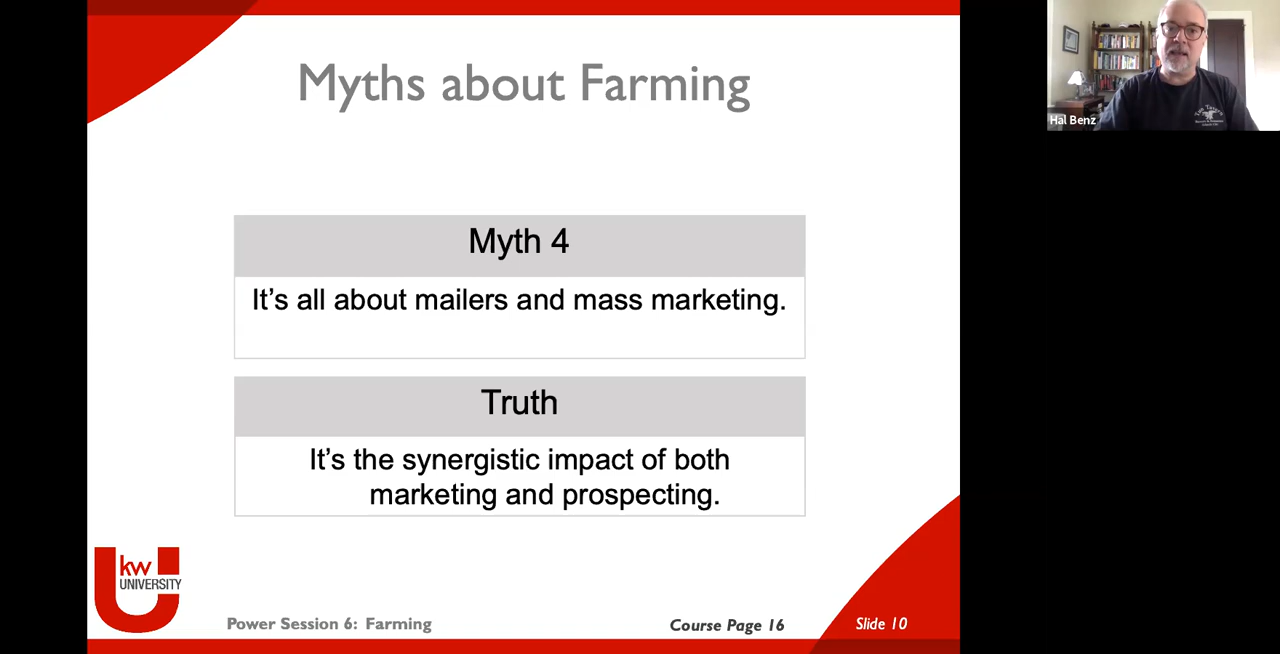 Myths about Farming
Myth 4
It's all about mailers and mass marketing.
Truth
It's the synergistic impact of both
marketing and prospecting.
kw
UNIVERSITY
Power Session 6: Farming
Course Page 16
Slide 10
Hal Benz